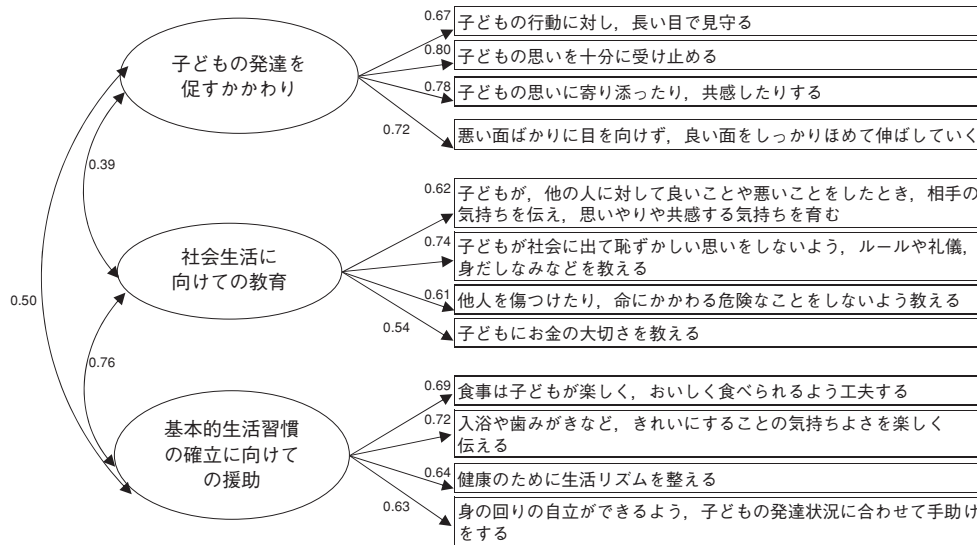 子どもの発達を
促すかかわり
0.67
子どもの行動に対し，長い目で見守る
0.80
子どもの思いを十分に受け止める
0.78
子どもの思いに寄り添ったり，共感したりする
0.72
悪い面ばかりに目を向けず，良い面をしっかりほめて伸ばしていく
0.39
社会生活に
向けての教育
0.62
子どもが，他の人に対して良いことや悪いことをしたとき，相手の
気持ちを伝え，思いやりや共感する気持ちを育む
0.74
子どもが社会に出て恥ずかしい思いをしないよう，ルールや礼儀，
身だしなみなどを教える
0.61
他人を傷つけたり，命にかかわる危険なことをしないよう教える
0.54
子どもにお金の大切さを教える
0.50
0.76
基本的生活習慣
の確立に向けて
の援助
0.69
食事は子どもが楽しく，おいしく食べられるよう工夫する
0.72
入浴や歯みがきなど，きれいにすることの気持ちよさを楽しく
伝える
0.64
健康のために生活リズムを整える
0.63
身の回りの自立ができるよう，子どもの発達状況に合わせて手助け
をする